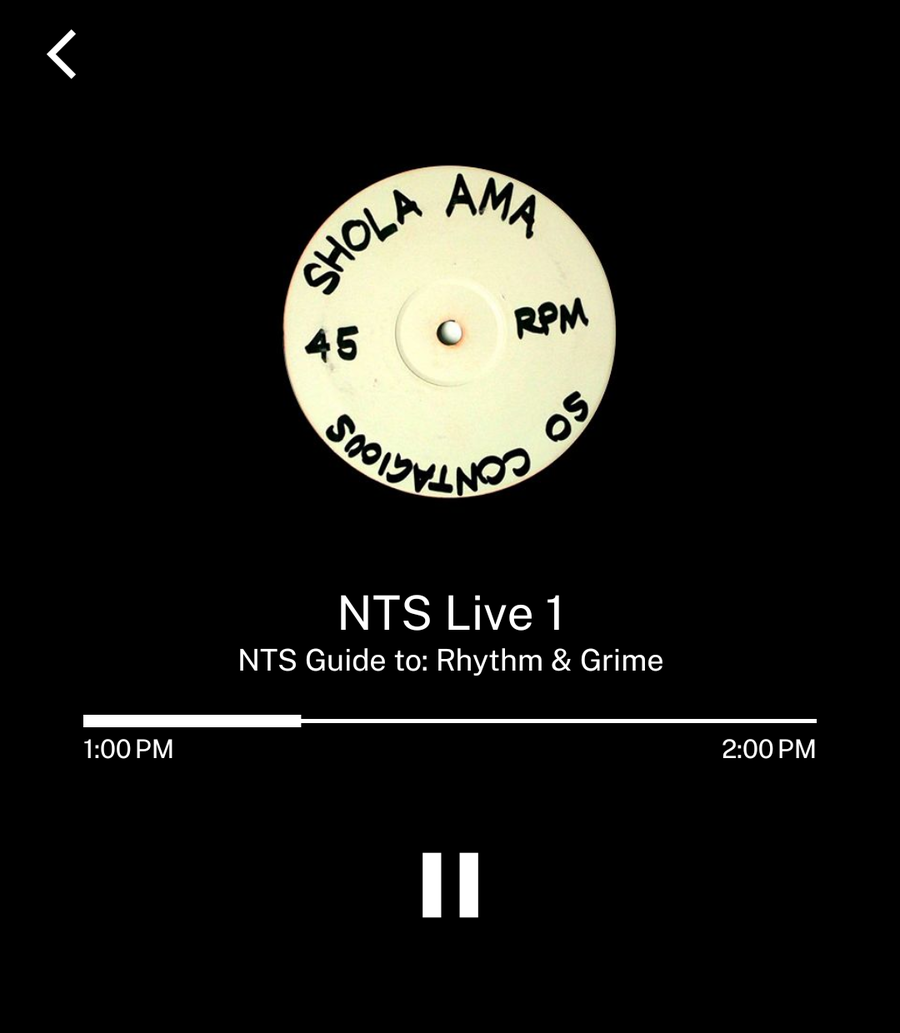 SHOLA AMA
45 RPM
SO CONTAGIOUS
NTS Live 1
NTS Guide to: Rhythm & Grime
1:00 PM 2:00 PM